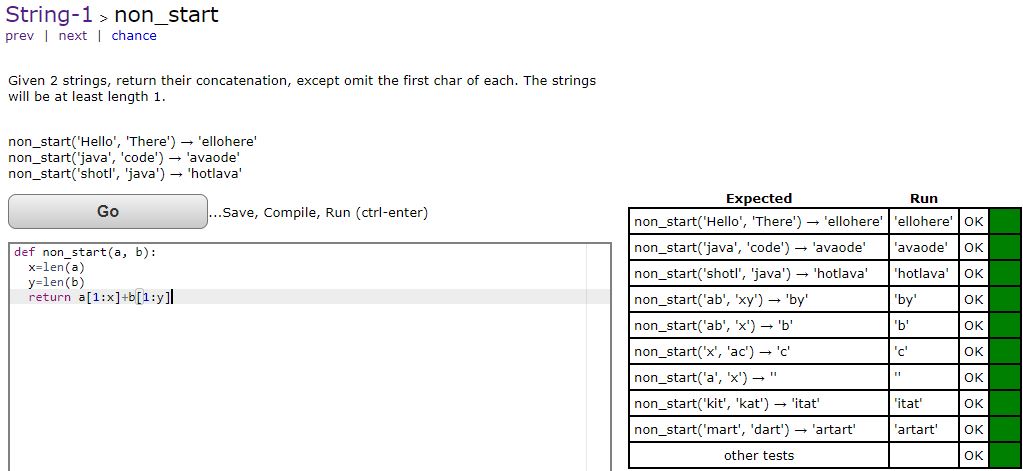 String-1 > non_start
prev | next | chance
Given 2 strings, return their concatenation, except omit the first char of each. The strings
will be at least length 1.
non_start('Hello', 'There') → 'ellohere'
non_start('java', 'code') → 'avaode'
non_start('shotl', 'java') → 'hotlava'
Go ...Save, Compile, Run (ctrl-enter)
def non_start(a, b):
  x=len(a)
  y=len(b)
  return a[1:x]+b[1:y]
Expected Run
non_start('Hello', 'There') → 'ellohere' 'ellohere' OK
non_start('java', 'code') → 'avaode' 'avaode' OK
non_start('shotl', 'java') → 'hotlava' 'hotlava' OK
non_start('ab', 'xy') → 'by' 'by' OK
non_start('ab', 'x') → 'b' 'b' OK
non_start('x', 'ac') → 'c' 'c' OK
non_start('a', 'x') → '' '' OK
non_start('kit', 'kat') → 'itat' 'itat' OK
non_start('mart', 'dart') → 'artart' 'artart' OK
other tests OK